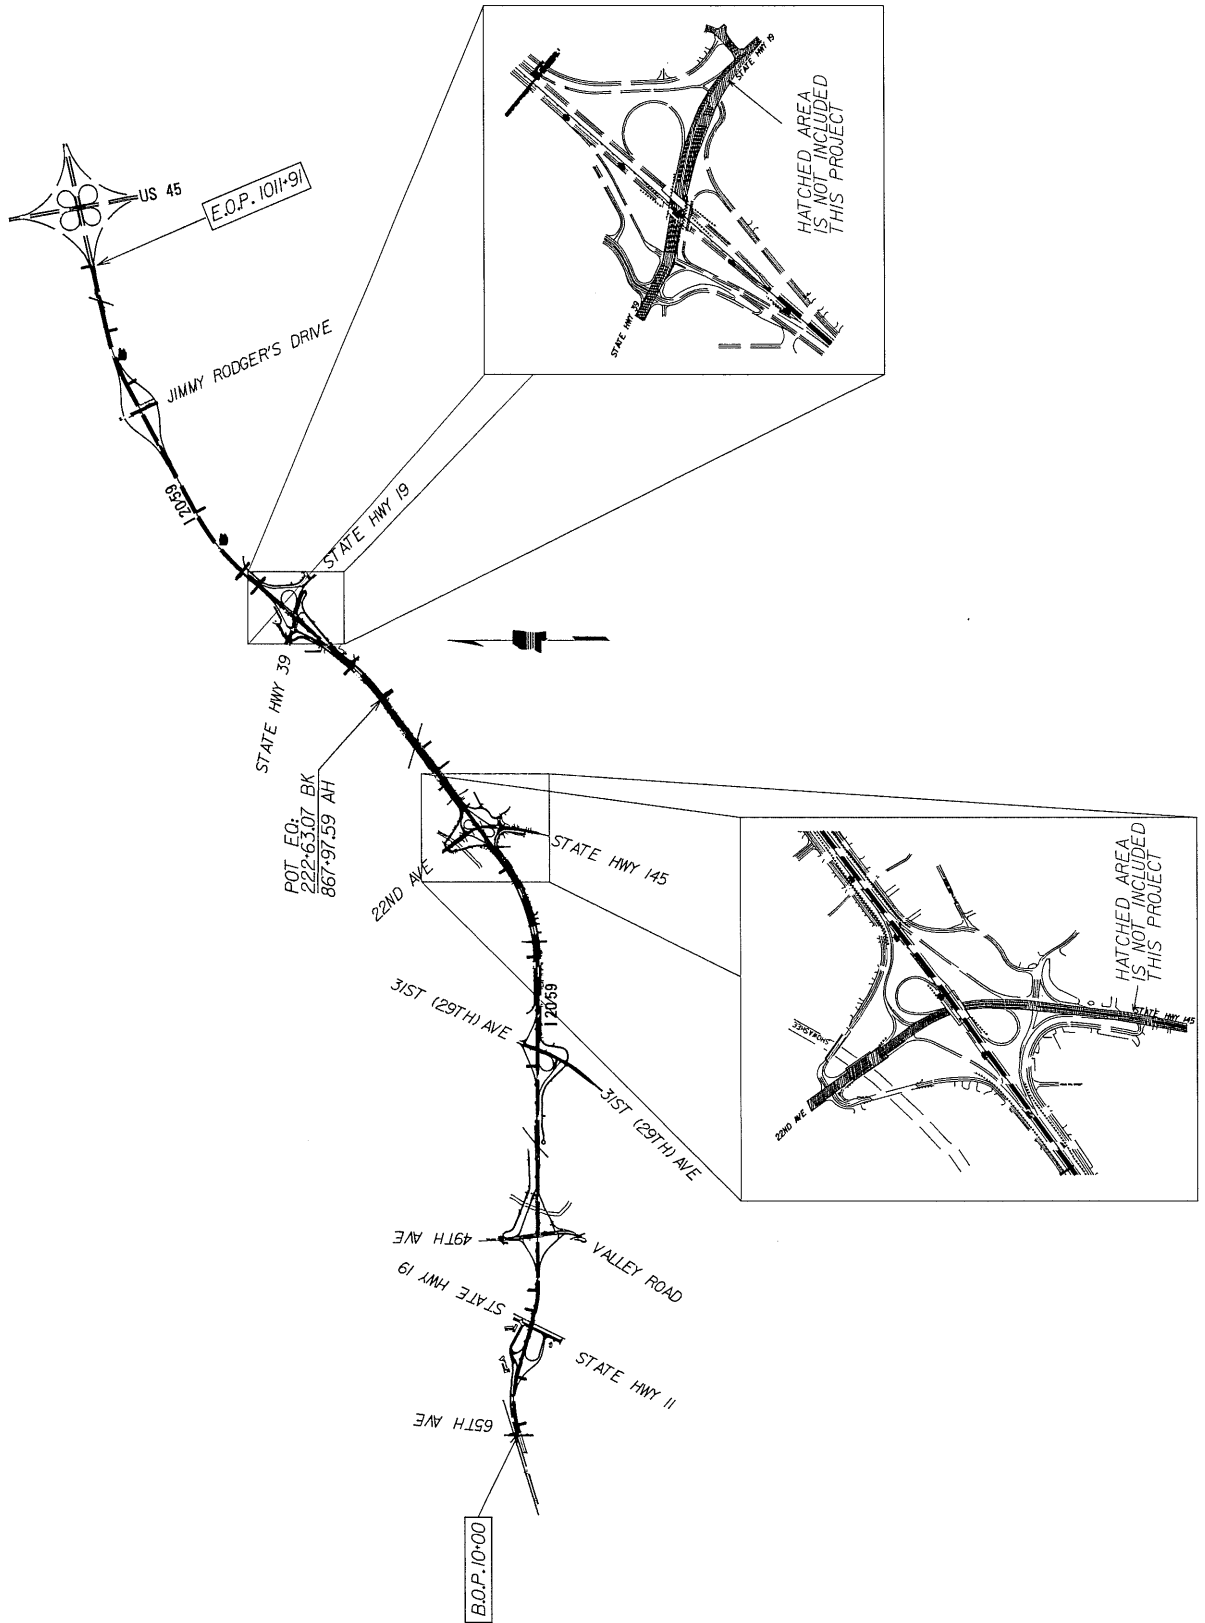 US 45
E.O.P. 1011+91
JIMMY RODGER'S DRIVE
I 20/59
STATE HWY 19
STATE HWY 39
POT EQ:
222+63.07 BK
867+97.59 AH
22ND AVE
STATE HWY 145
31ST (29TH) AVE
I 20/59
31ST (29TH) AVE
49TH AVE
VALLEY ROAD
STATE HWY 19
STATE HWY 11
65TH AVE
B.O.P. 10+00
STATE HWY 19
HATCHED AREA
IS NOT INCLUDED
THIS PROJECT
STATE HWY 39
HATCHED AREA
IS NOT INCLUDED
THIS PROJECT
STATE HWY 145
22ND AVE